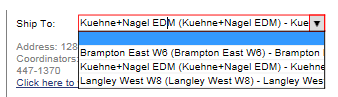 Ship To: Kuehne+Nagel EDM (Kuehne+Nagel EDM) - Kue
Address: 128
Brampton East W6 (Brampton East W6) - Brampton
Coordinators:
Kuehne+Nagel EDM (Kuehne+Nagel EDM) - Kuehne
447-1370
Langley West W8 (Langley West W8) - Langley Wes
Click here to